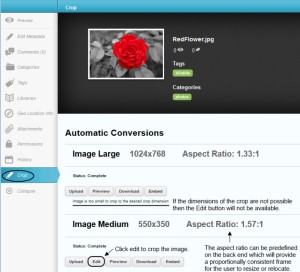 Crop
Preview
Edit Metadata
Comments (0)
Categories
Tags
Libraries
Geo Location Info
Attachments
Permissions
History
Crop
Collapse
RedFlower.jpg
0
0
Tags
Categories
photos
Automatic Conversions
Image Large 1024x768 Aspect Ratio: 1.33:1
Status: Complete
Upload Preview Download Embed
Image is too small to crop to the desired crop dimension
If the dimensions of the crop are not possible
then the Edit button will not be available.
Image Medium 550x350 Aspect Ratio: 1.57:1
Status: Complete
Click edit to crop the image.
Upload Edit Preview Download Embed
The aspect ratio can be predefined
on the back end which will provide
a proportionally consistent frame
for the user to resize or relocate.